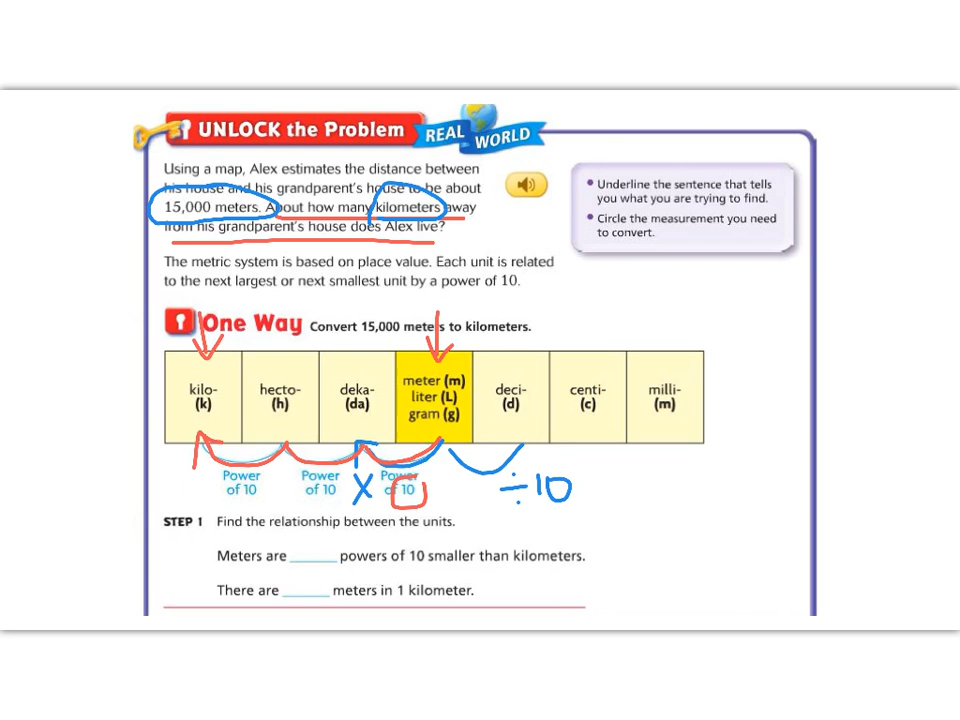 UNLOCK the Problem REAL WORLD
Using a map, Alex estimates the distance between
his house and his grandparent's house to be about
15,000 meters. About how many kilometers away
from his grandparent's house does Alex live?
• Underline the sentence that tells
you what you are trying to find.
• Circle the measurement you need
to convert.
The metric system is based on place value. Each unit is related
to the next largest or next smallest unit by a power of 10.
One Way Convert 15,000 meters to kilometers.
kilo-
(k)
hecto-
(h)
deka-
(da)
meter (m)
liter (L)
gram (g)
deci-
(d)
centi-
(c)
milli-
(m)
Power
of 10
Power
of 10
Power
of 10
X
÷10
STEP 1 Find the relationship between the units.
Meters are ______ powers of 10 smaller than kilometers.
There are ______ meters in 1 kilometer.